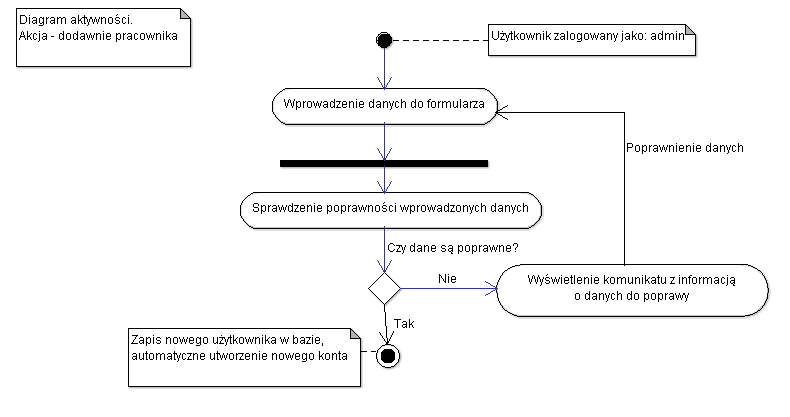 Diagram aktywności.
Akcja - dodawnie pracownika
Użytkownik zalogowany jako: admin
Wprowadzenie danych do formularza
Poprawnienie danych
Sprawdzenie poprawności wprowadzonych danych
Czy dane są poprawne?
Nie
Wyświetlenie komunikatu z informacją
o danych do poprawy
Tak
Zapis nowego użytkownika w bazie,
automatyczne utworzenie nowego konta